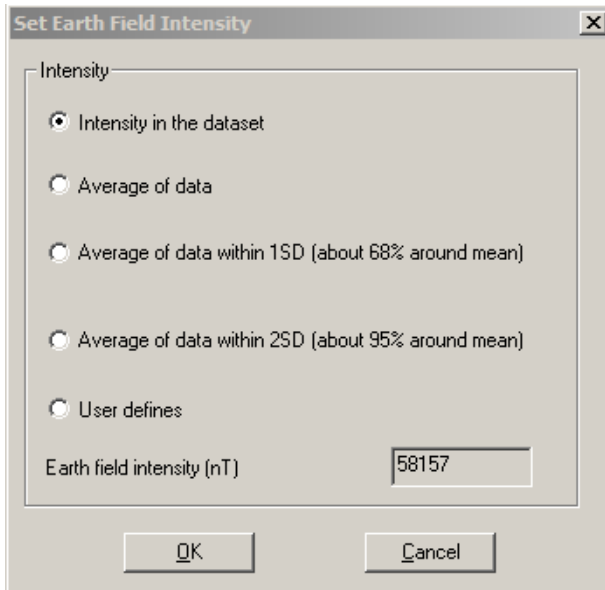 Set Earth Field Intensity
Intensity
Intensity in the dataset
Average of data
Average of data within 1SD (about 68% around mean)
Average of data within 2SD (about 95% around mean)
User defines
Earth field intensity (nT) 58157
OK Cancel